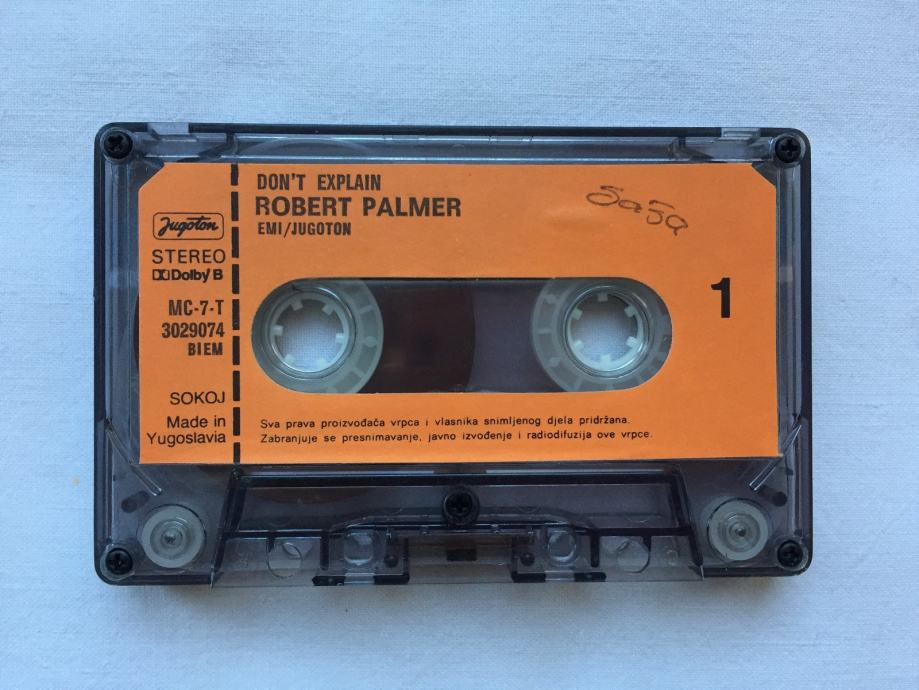 DON'T EXPLAIN
ROBERT PALMER
EMI/JUGOTON
Saša
Jugoton
STEREO
Dolby B
MC-7-T
3029074
BIEM
SOKOJ
Made in
Yugoslavia
1
Sva prava proizvođača vrpca i vlasnika snimljenog djela pridržana.
Zabranjuje se presnimavanje, javno izvođenje i radiodifuzija ove vrpce.